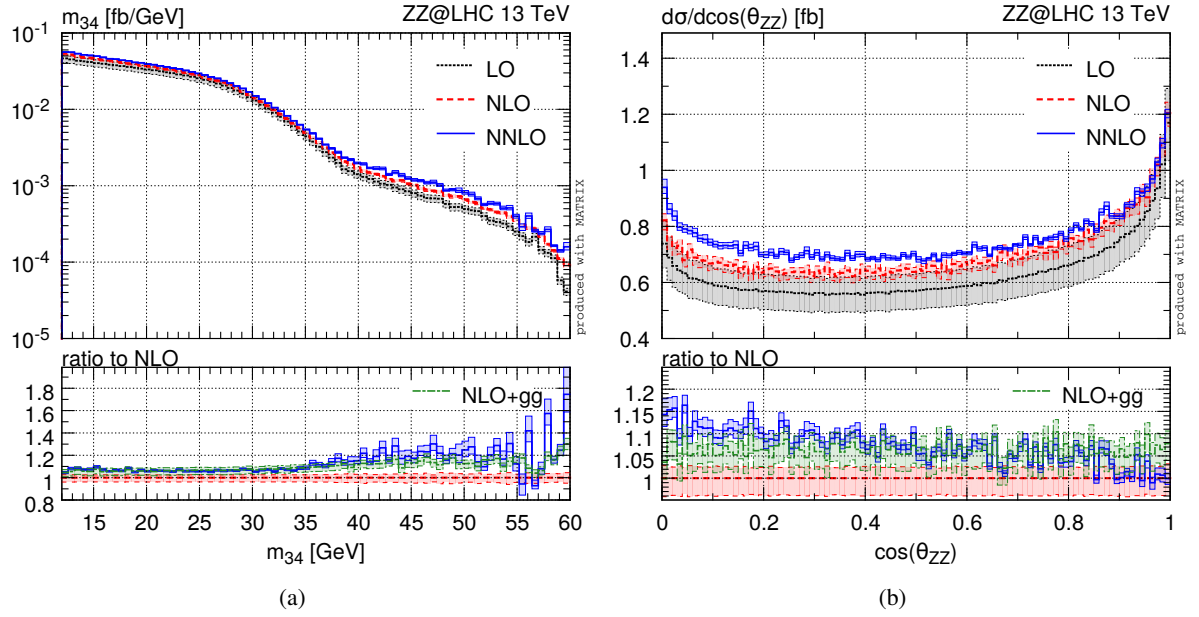 m34 [fb/GeV]
ZZ@LHC 13 TeV
10-1
10-2
10-3
10-4
10-5
LO
NLO
NNLO
produced with MATRIX
ratio to NLO
1.8
1.6
1.4
1.2
1
0.8
NLO+gg
15 20 25 30 35 40 45 50 55 60
m34 [GeV]
(a)
dσ/dcos(θZZ) [fb]
ZZ@LHC 13 TeV
1.4
1.2
1
0.8
0.6
0.4
LO
NLO
NNLO
produced with MATRIX
ratio to NLO
1.2
1.15
1.1
1.05
1
NLO+gg
0 0.2 0.4 0.6 0.8 1
cos(θZZ)
(b)